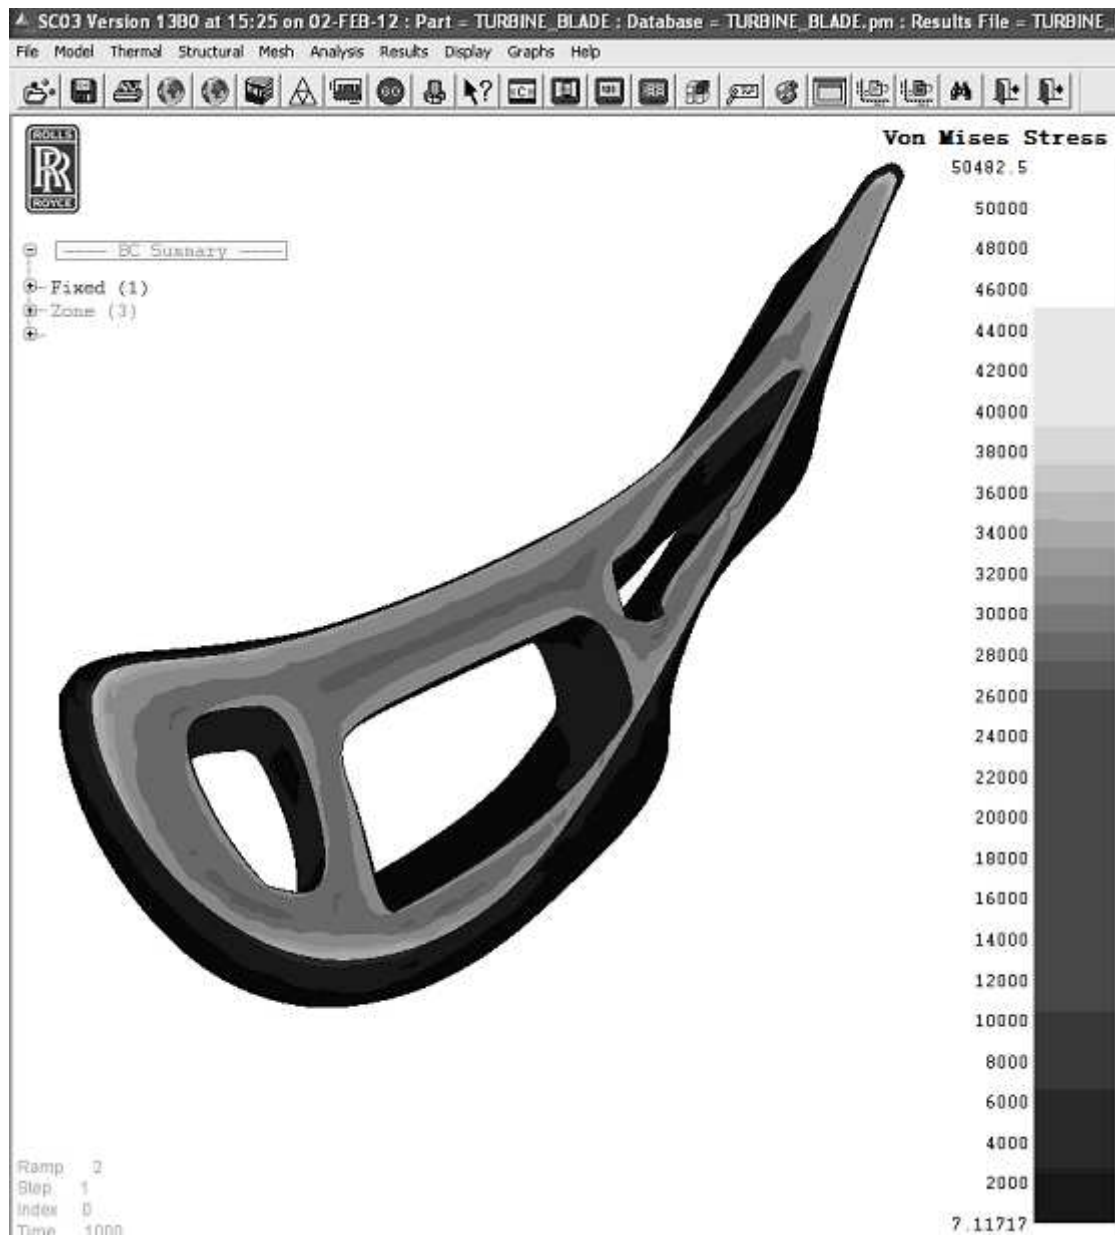 SC03 Version 13B0 at 15:25 on 02-FEB-12 : Part = TURBINE_BLADE : Database = TURBINE_BLADE.pm : Results File = TURBINE_
File Model Thermal Structural Mesh Analysis Results Display Graphs Help
ROLLS
RR
ROYCE
Von Mises Stress
50482.5
50000
48000
46000
44000
42000
40000
38000
36000
34000
32000
30000
28000
26000
24000
22000
20000
18000
16000
14000
12000
10000
8000
6000
4000
2000
7.11717
BC Summary
Fixed (1)
Zone (3)
Ramp 2
Step 1
Index 0
Time 1000